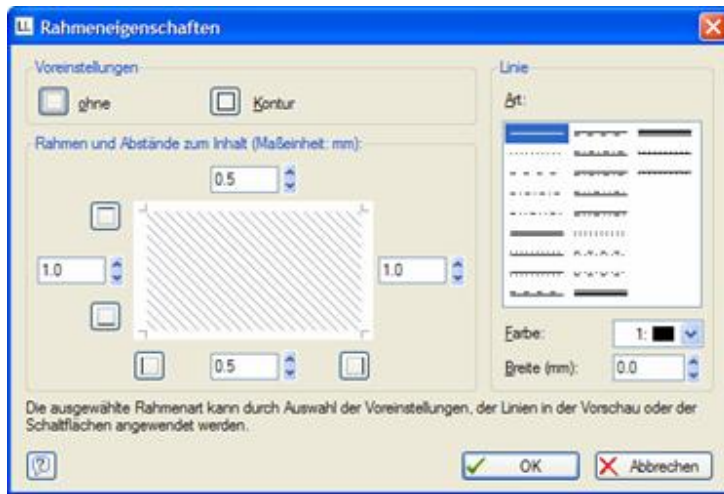 LL Rahmeneigenschaften
Voreinstellungen
ohne
Kontur
Linie
Art:
Rahmen und Abstände zum Inhalt (Maßeinheit: mm):
0.5
1.0
1.0
0.5
Farbe:
1:
Breite (mm):
0.0
Die ausgewählte Rahmenart kann durch Auswahl der Voreinstellungen, der Linien in der Vorschau oder der
Schaltflächen angewendet werden.
?
OK
Abbrechen